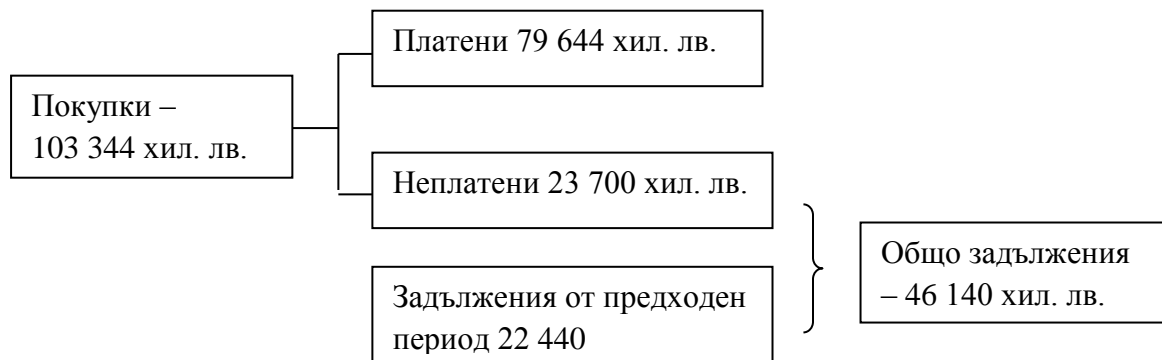 Платени 79 644 хил. лв.
Покупки –
103 344 хил. лв.
Неплатени 23 700 хил. лв.
Общо задължения
– 46 140 хил. лв.
Задължения от предходен
период 22 440